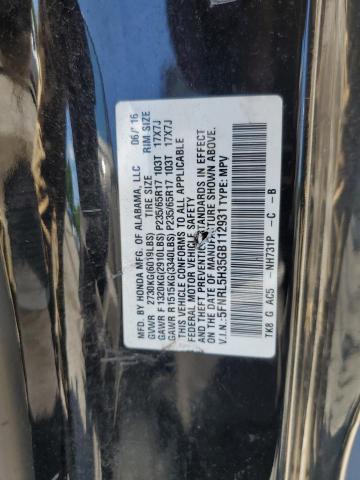 MFD. BY HONDA MFG. OF ALABAMA, LLC 06/16
GVWR 2730KG(6019LBS) TIRE SIZE RIM SIZE
GAWR F 1320KG(2910LBS) P235/65R17 103T 17X7J
GAWR R1515KG(3340LBS) P235/65R17 103T 17X7J
THIS VEHICLE CONFORMS TO ALL APPLICABLE
FEDERAL MOTOR VEHICLE SAFETY
AND THEFT PREVENTION STANDARDS IN EFFECT
ON THE DATE OF MANUFACTURE SHOWN ABOVE.
V.I.N.: 5FNRL5H35GB112931 TYPE: MPV
TK8 G AC5 NH731P -C -B